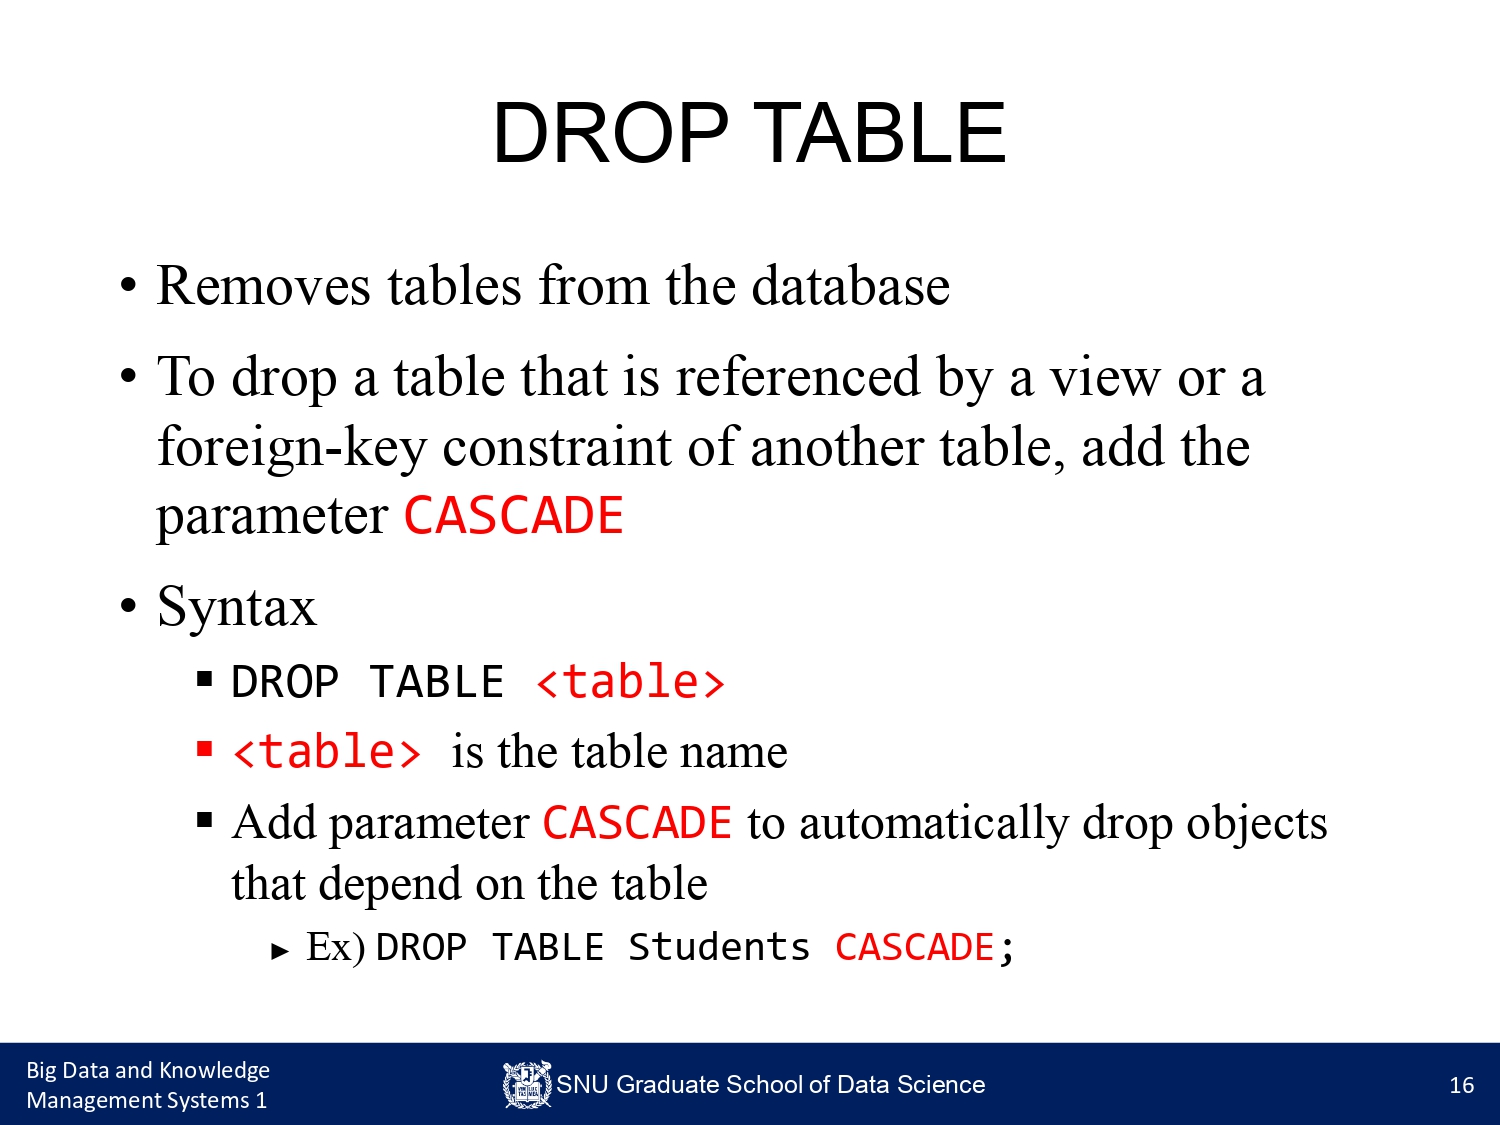 DROP TABLE
• Removes tables from the database
• To drop a table that is referenced by a view or a
foreign-key constraint of another table, add the
parameter CASCADE
• Syntax
▪ DROP TABLE <table>
▪ <table> is the table name
▪ Add parameter CASCADE to automatically drop objects
that depend on the table
► Ex) DROP TABLE Students CASCADE;
Big Data and Knowledge
Management Systems 1
SNU Graduate School of Data Science
16